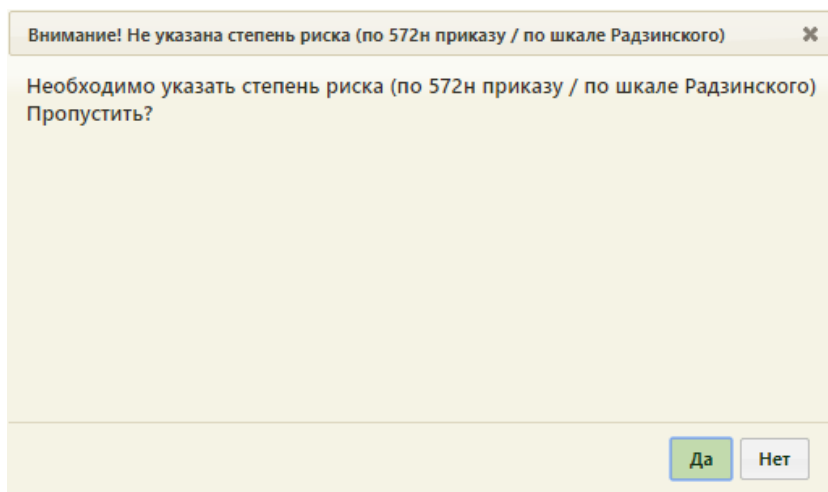 Внимание! Не указана степень риска (по 572н приказу / по шкале Радзинского)
Необходимо указать степень риска (по 572н приказу / по шкале Радзинского)
Пропустить?
Да
Нет